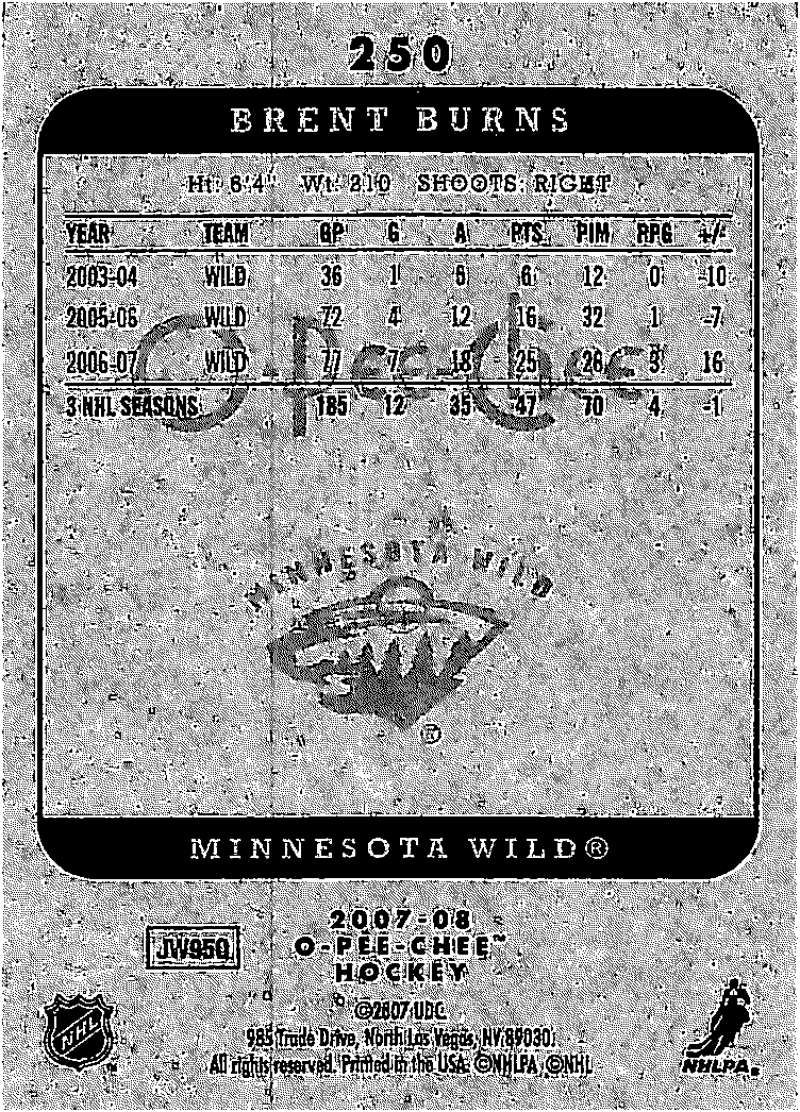 250
BRENT BURNS
Ht: 6'4" Wt: 210 SHOOTS: RIGHT
YEAR TEAM GP G A PTS PIM PPG +/-
2003-04 WILD 36 1 5 6 12 0 -10
2005-06 WILD 72 4 12 16 32 1 -7
2006-07 WILD 77 7 18 25 26 3 16
3 NHL SEASONS 185 12 35 47 70 4 -1
O-Pee-Chee™
MINNESOTA WILD
®
MINNESOTA WILD®
2007-08
O-PEE-CHEE™
HOCKEY
JW950
©2007 UDC
985 Trade Drive, North Las Vegas, NV 89030.
All rights reserved. Printed in the USA. ©NHLPA, ©NHL
NHL
NHLPA®